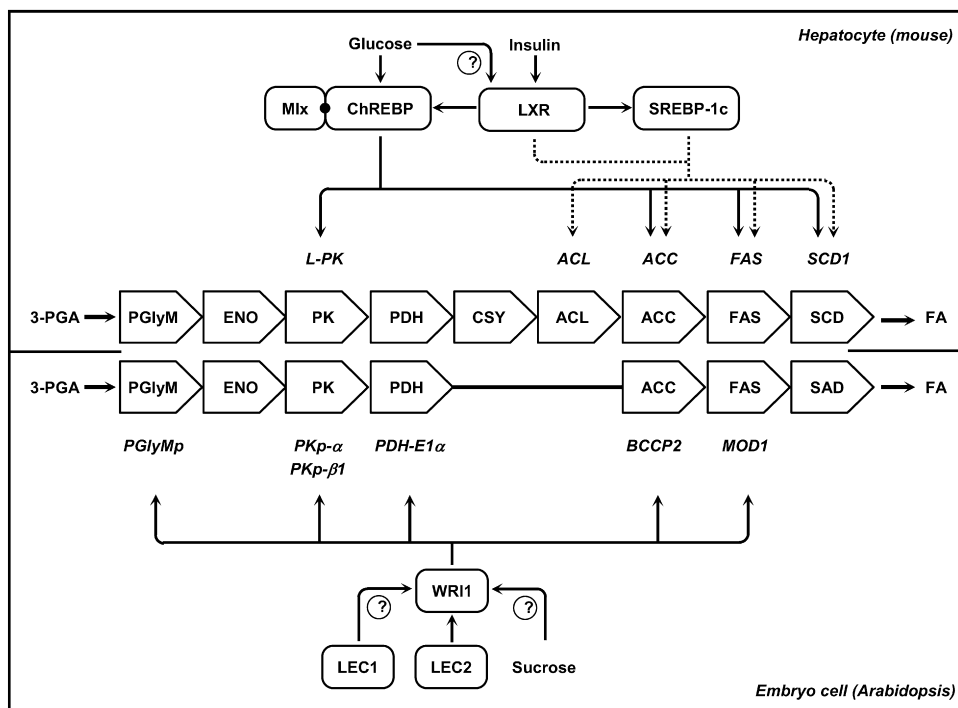 Hepatocyte (mouse)
Glucose
Insulin
?
Mlx
ChREBP
LXR
SREBP-1c
L-PK
ACL
ACC
FAS
SCD1
3-PGA
PGlyM
ENO
PK
PDH
CSY
ACL
ACC
FAS
SCD
FA
3-PGA
PGlyM
ENO
PK
PDH
ACC
FAS
SAD
FA
PGlyMp
PKp-α
PKp-β1
PDH-E1α
BCCP2
MOD1
WRI1
?
?
LEC1
LEC2
Sucrose
Embryo cell (Arabidopsis)